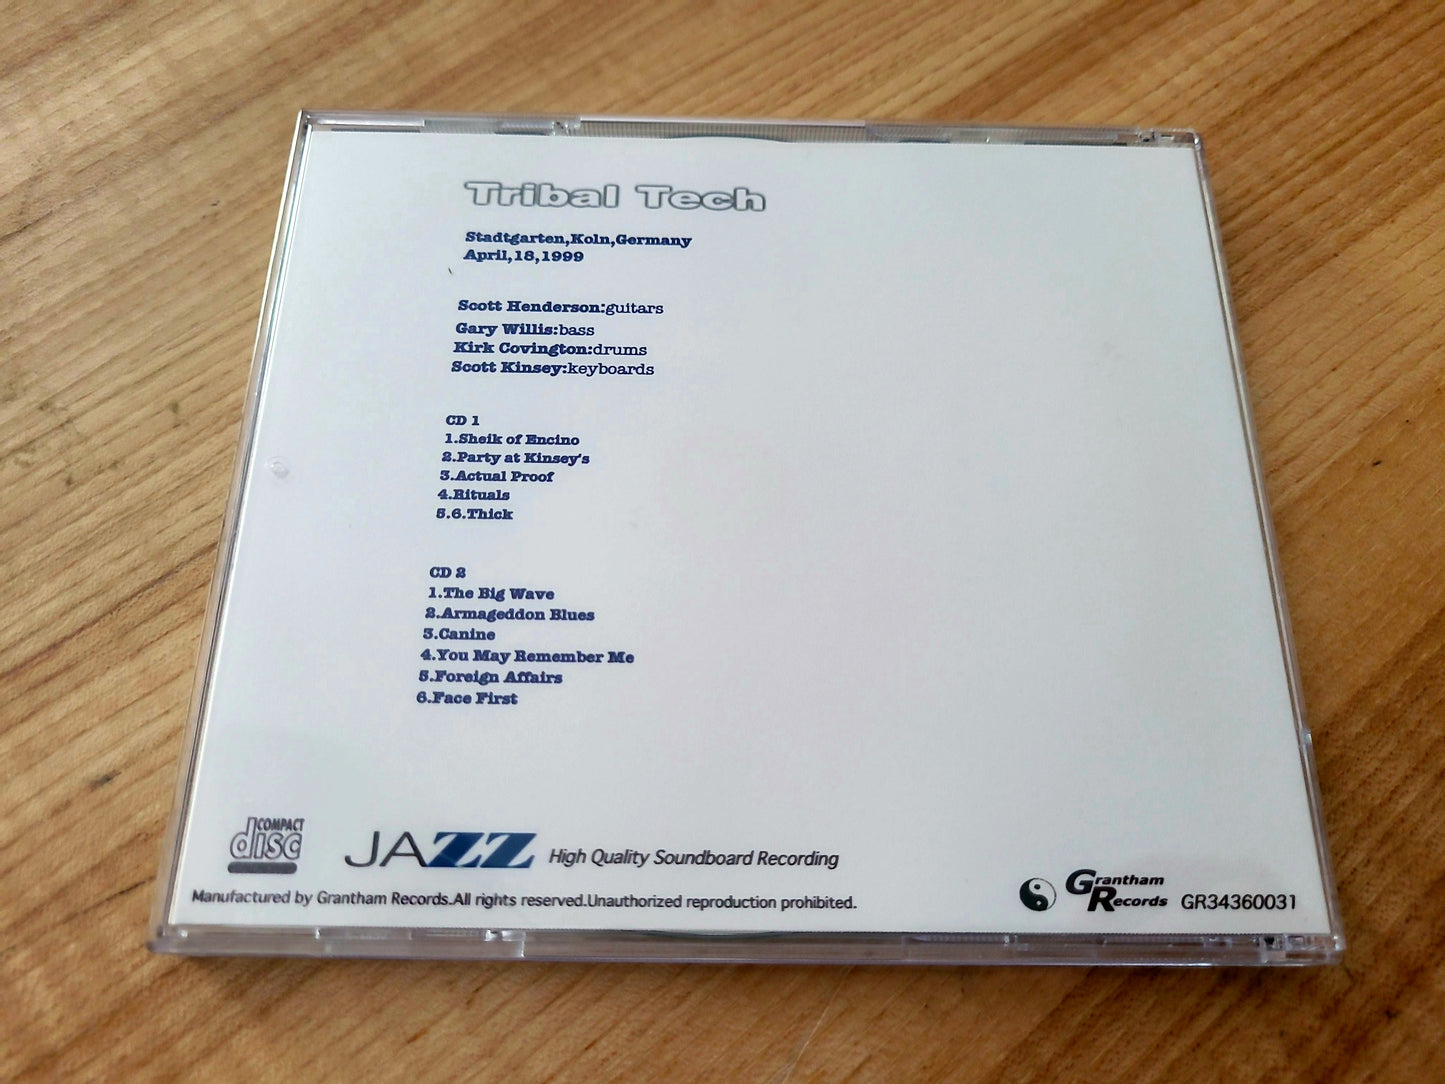 Tribal Tech
Stadtgarten,Koln,Germany
April,18,1999
Scott Henderson:guitars
Gary Willis:bass
Kirk Covington:drums
Scott Kinsey:keyboards
CD 1
1.Sheik of Encino
2.Party at Kinsey's
3.Actual Proof
4.Rituals
5.6.Thick
CD 2
1.The Big Wave
2.Armageddon Blues
3.Canine
4.You May Remember Me
5.Foreign Affairs
6.Face First
COMPACT
disc
JAZZ High Quality Soundboard Recording
Manufactured by Grantham Records.All rights reserved.Unauthorized reproduction prohibited.
Grantham
Records GR34360031